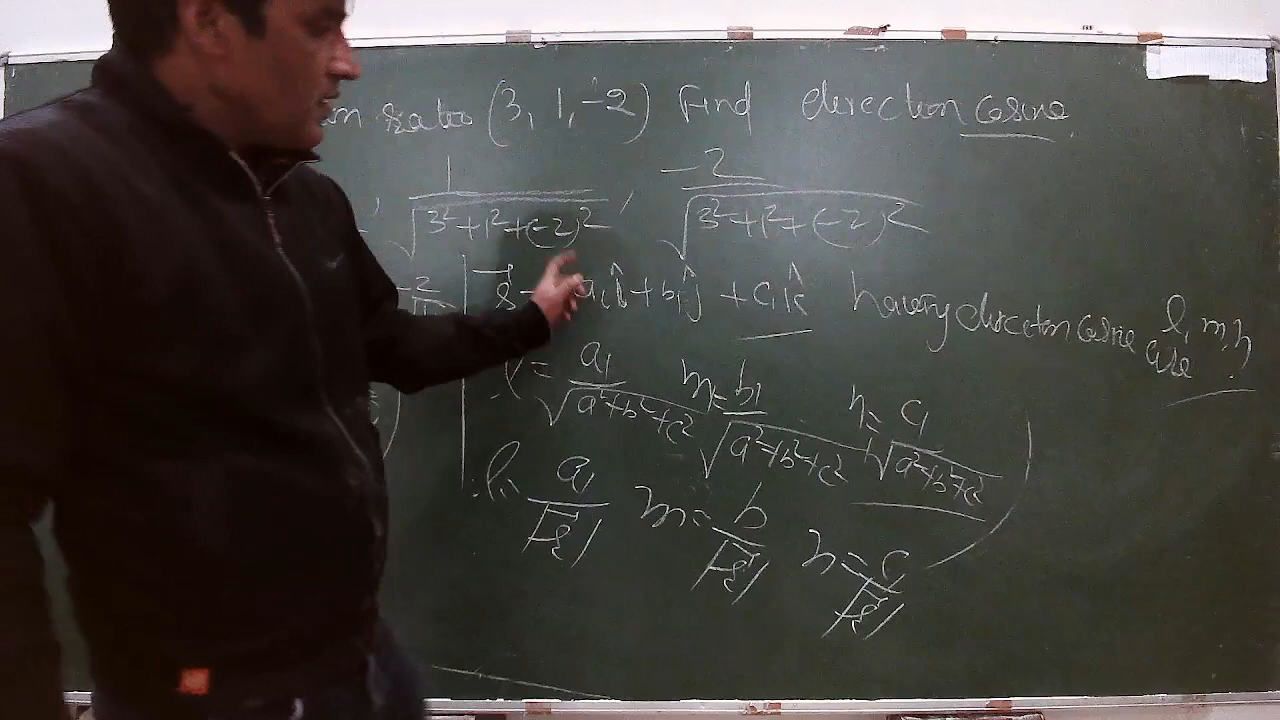 ratio (3, 1, -2) Find direction cosine
1/√(3²+1²+(-2)²) , -2/√(3²+1²+(-2)²)
a₁î + b₁ĵ + c₁k̂ having direction cosine l, m, n are
l = a₁/√(a²+b²+c²) m = b₁/√(a²+b²+c²) n = c₁/√(a²+b²+c²)
l = a₁/|r⃗| m = b/|r⃗| n = c/|r⃗|